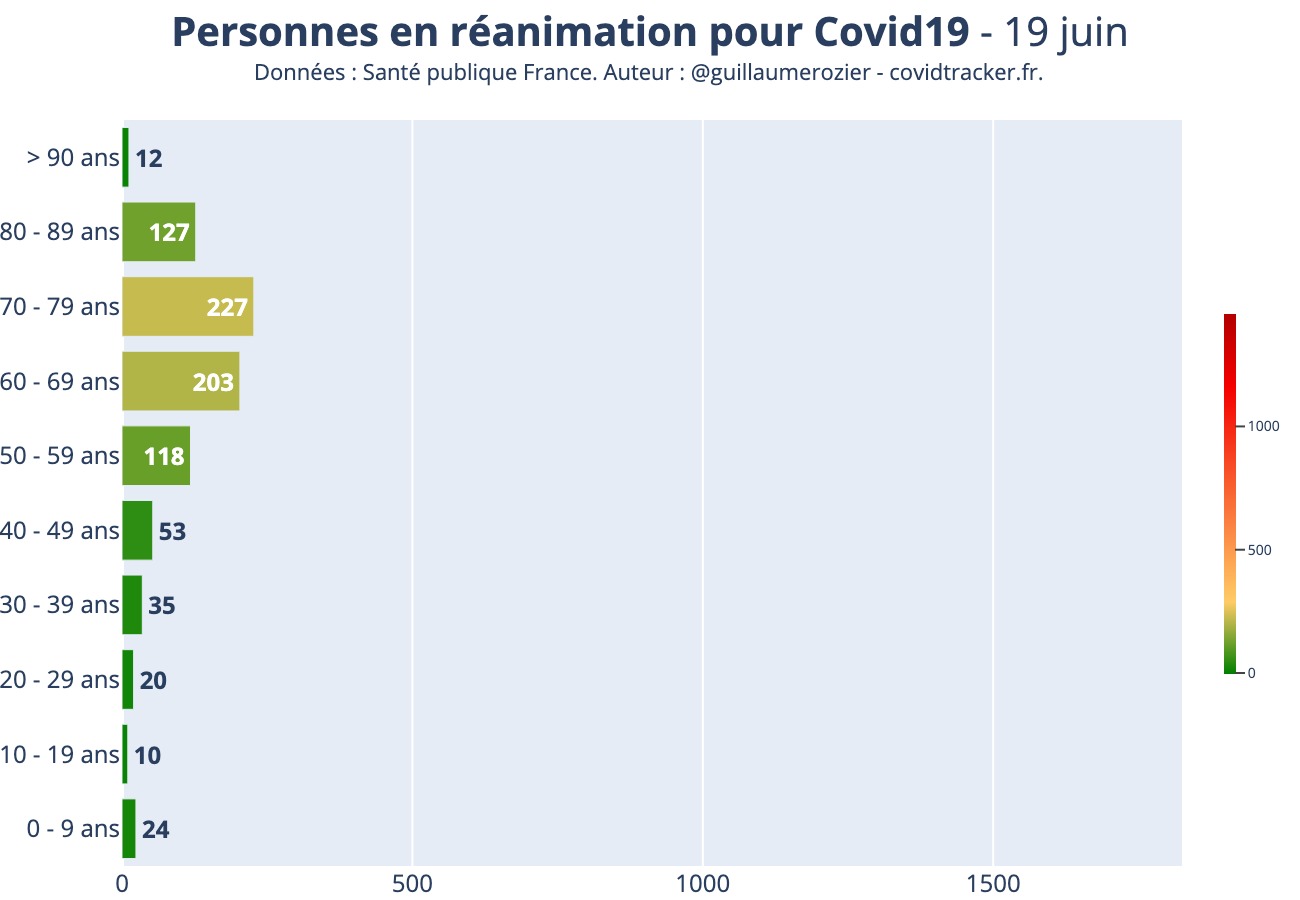 Personnes en réanimation pour Covid19 - 19 juin
Données : Santé publique France. Auteur : @guillaumerozier - covidtracker.fr.
> 90 ans 12
80 - 89 ans 127
70 - 79 ans 227
60 - 69 ans 203
50 - 59 ans 118
40 - 49 ans 53
30 - 39 ans 35
20 - 29 ans 20
10 - 19 ans 10
0 - 9 ans 24
0 500 1000 1500
1000
500
0